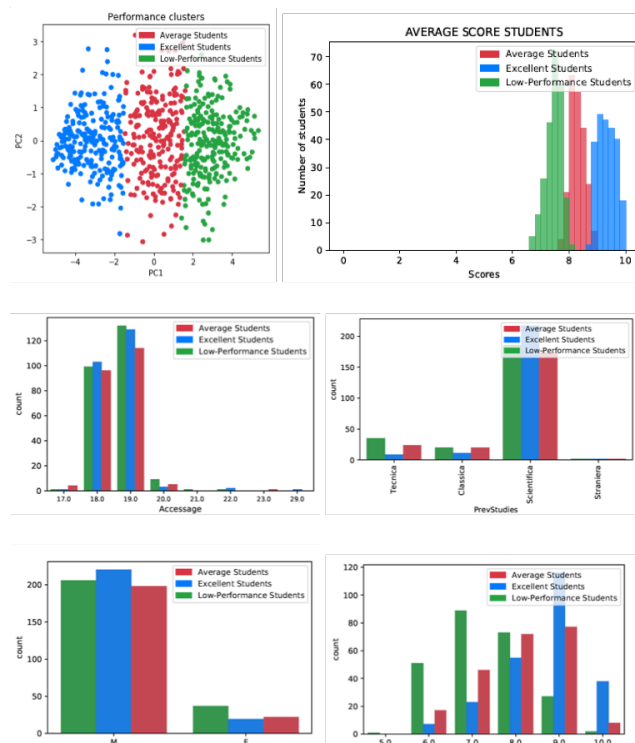 Performance clusters
Average Students
Excellent Students
Low-Performance Students
3
2
1
0
−1
−2
−3
PC2
−4
−2
0
2
4
PC1
AVERAGE SCORE STUDENTS
Average Students
Excellent Students
Low-Performance Students
70
60
50
40
30
20
10
0
Number of students
0
2
4
6
8
10
Scores
Average Students
Excellent Students
Low-Performance Students
120
100
80
60
40
20
0
count
17.0
18.0
19.0
20.0
21.0
22.0
23.0
29.0
Accessage
Average Students
Excellent Students
Low-Performance Students
200
150
100
50
0
count
Tecnica
Classica
Scientifica
Straniera
PrevStudies
Average Students
Excellent Students
Low-Performance Students
200
150
100
50
0
count
M
F
Average Students
Excellent Students
Low-Performance Students
120
100
80
60
40
20
0
count
5.0
6.0
7.0
8.0
9.0
10.0